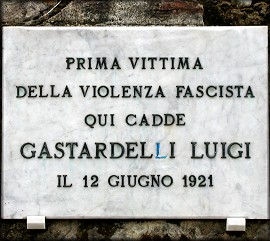 PRIMA VITTIMA
DELLA VIOLENZA FASCISTA
QUI CADDE
GASTARDELLI LUIGI
IL 12 GIUGNO 1921